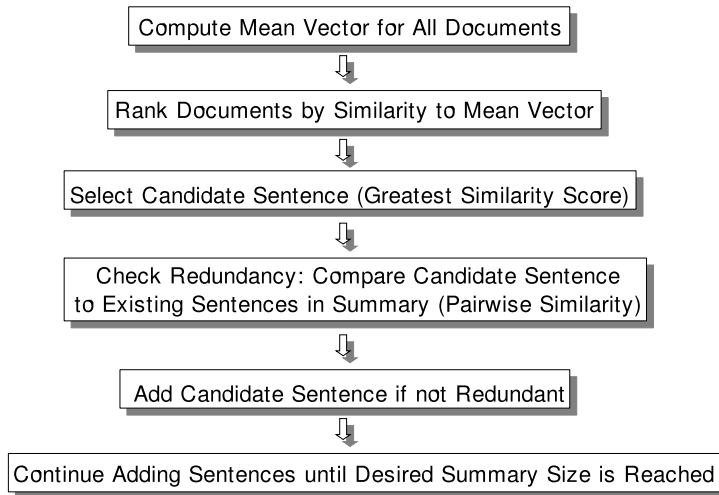 Compute Mean Vector for All Documents
Rank Documents by Similarity to Mean Vector
Select Candidate Sentence (Greatest Similarity Score)
Check Redundancy: Compare Candidate Sentence
to Existing Sentences in Summary (Pairwise Similarity)
Add Candidate Sentence if not Redundant
Continue Adding Sentences until Desired Summary Size is Reached